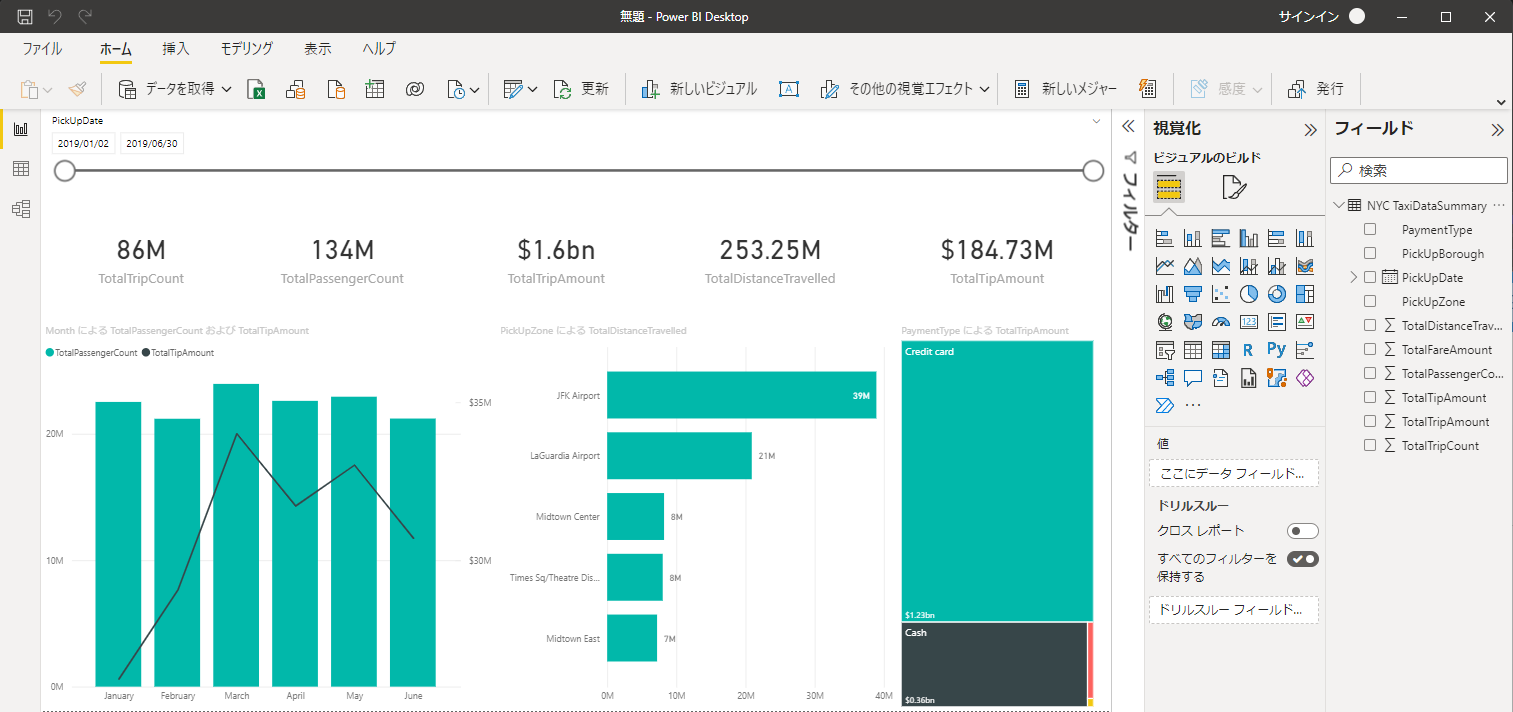 無題 - Power BI Desktop
サインイン
ファイル ホーム 挿入 モデリング 表示 ヘルプ
データを取得 更新 新しいビジュアル A その他の視覚エフェクト 新しいメジャー 感度 発行
PickUpDate
2019/01/02 2019/06/30
86M
TotalTripCount
134M
TotalPassengerCount
$1.6bn
TotalTripAmount
253.25M
TotalDistanceTravelled
$184.73M
TotalTipAmount
Month による TotalPassengerCount および TotalTipAmount
TotalPassengerCount TotalTipAmount
$35M
20M
10M
$30M
0M
January February March April May June
PickUpZone による TotalDistanceTravelled
JFK Airport 39M
LaGuardia Airport 21M
Midtown Center 8M
Times Sq/Theatre Dis... 8M
Midtown East 7M
0M 10M 20M 30M 40M
PaymentType による TotalTripAmount
Credit card
$1.23bn
Cash
$0.36bn
フィルター
視覚化
ビジュアルのビルド
123
R Py
...
値
ここにデータ フィールド...
ドリルスルー
クロス レポート
すべてのフィルターを
保持する
ドリルスルー フィールド...
フィールド
検索
NYC TaxiDataSummary ...
PaymentType
PickUpBorough
PickUpDate
PickUpZone
∑ TotalDistanceTrav...
∑ TotalFareAmount
∑ TotalPassengerCo...
∑ TotalTipAmount
∑ TotalTripAmount
∑ TotalTripCount